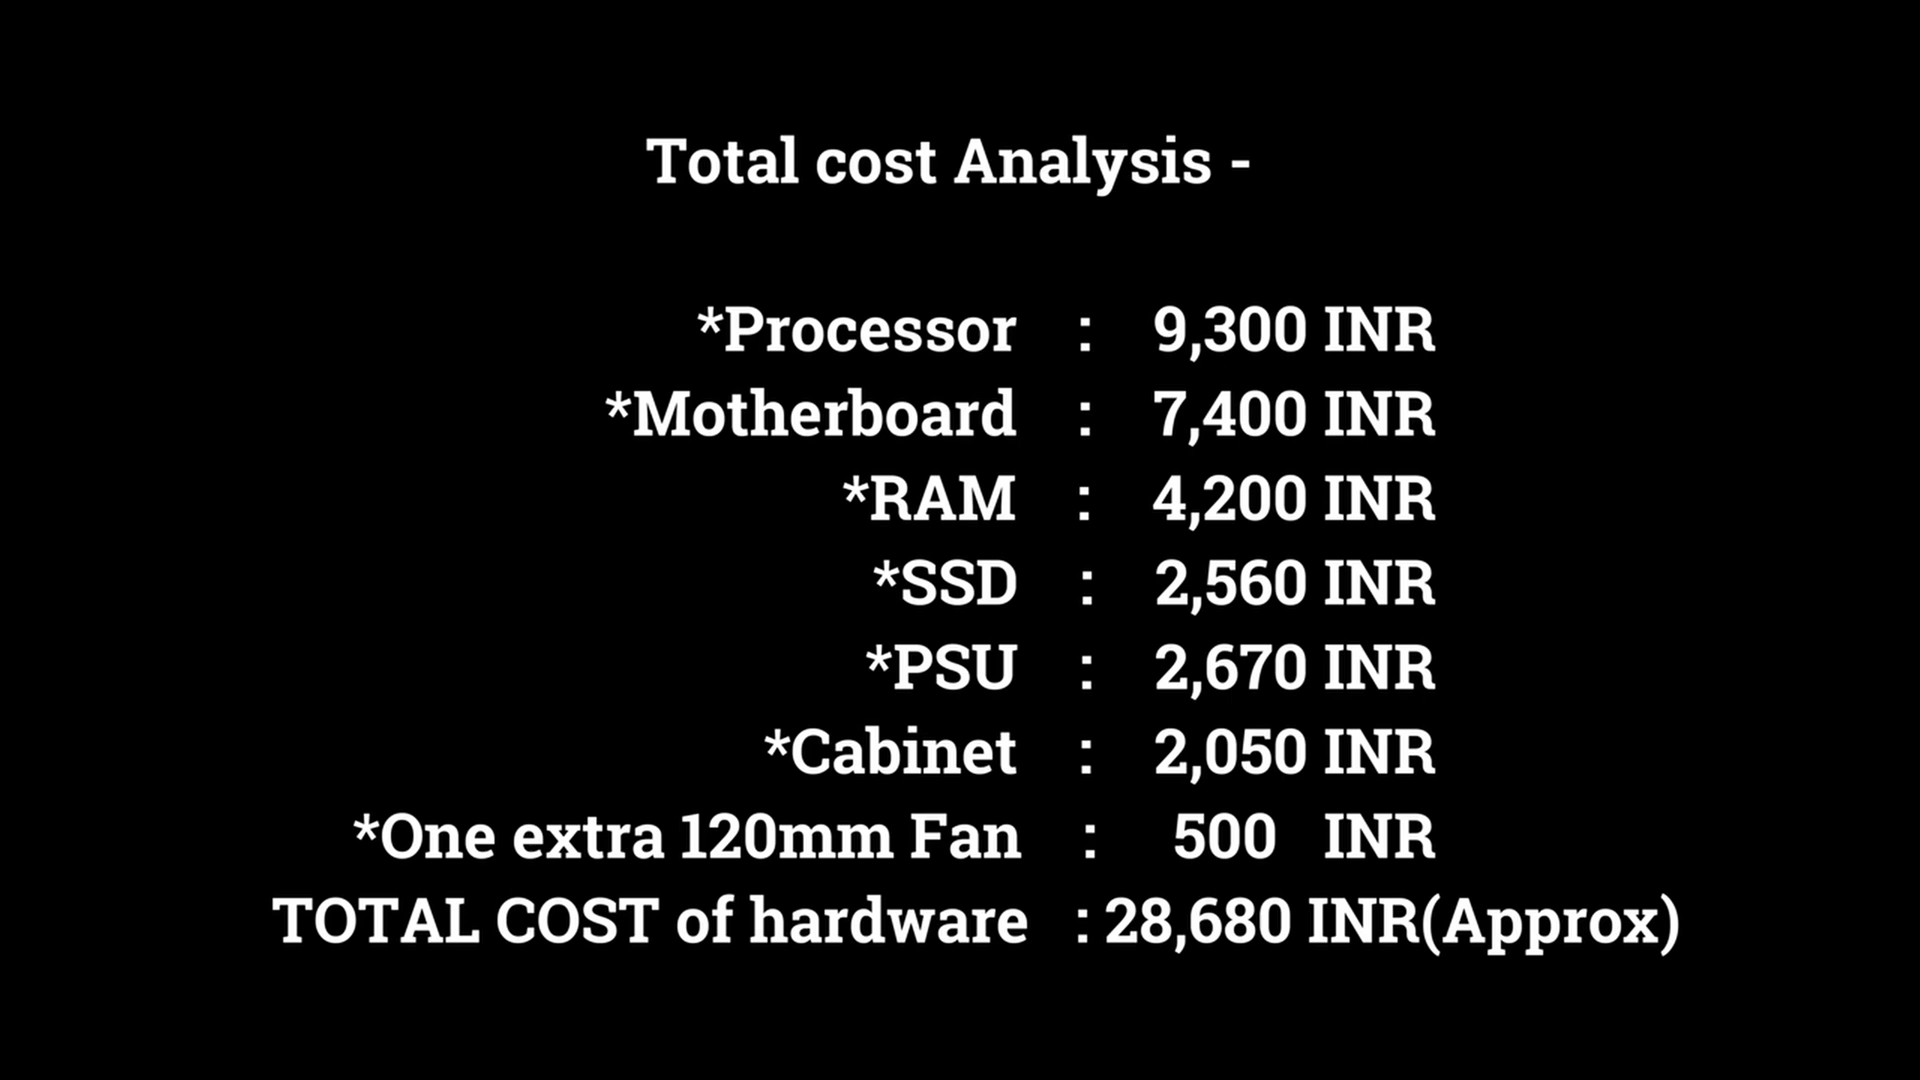 Total cost Analysis -
*Processor : 9,300 INR
*Motherboard : 7,400 INR
*RAM : 4,200 INR
*SSD : 2,560 INR
*PSU : 2,670 INR
*Cabinet : 2,050 INR
*One extra 120mm Fan : 500 INR
TOTAL COST of hardware : 28,680 INR(Approx)